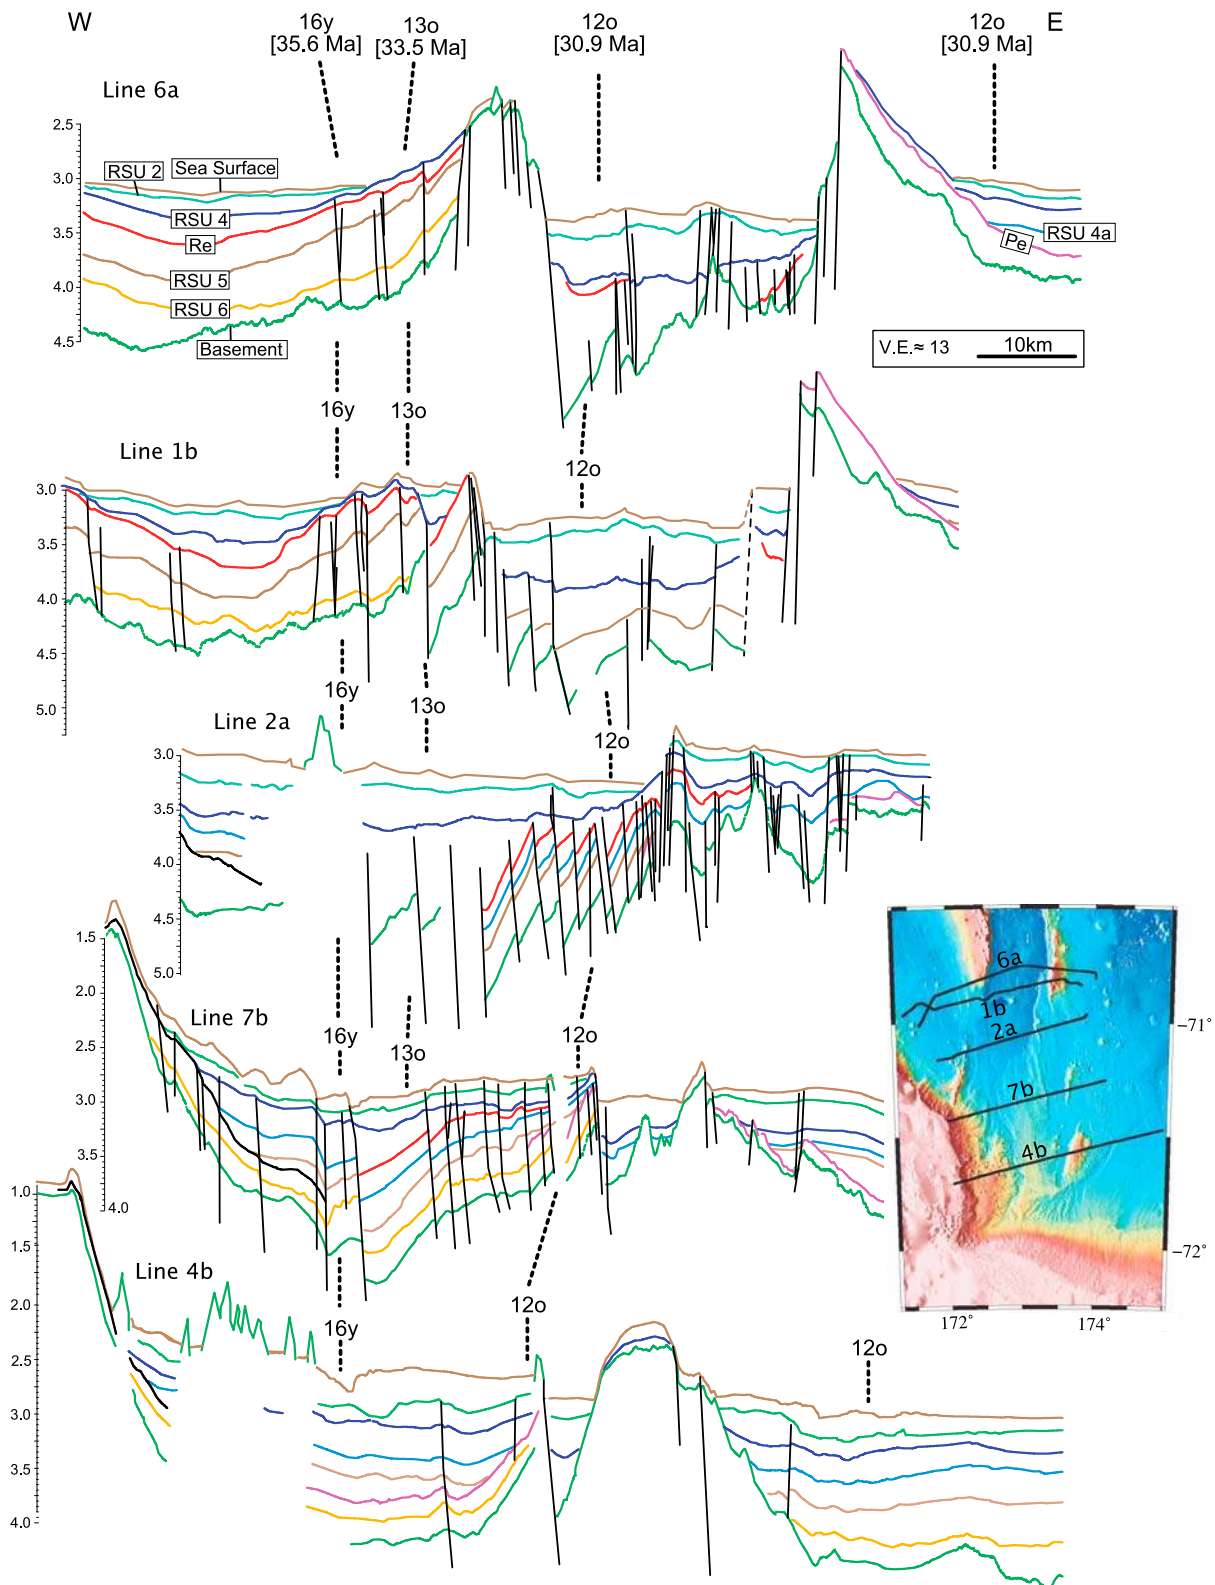 W
16y
[35.6 Ma]
13o
[33.5 Ma]
12o
[30.9 Ma]
12o
[30.9 Ma]
E
Line 6a
2.5
3.0
3.5
4.0
4.5
RSU 2
Sea Surface
RSU 4
Re
RSU 5
RSU 6
Basement
RSU 4a
Pe
V.E.≈ 13
10km
16y
13o
12o
Line 1b
3.0
3.5
4.0
4.5
5.0
16y
13o
12o
Line 2a
3.0
3.5
4.0
4.5
5.0
16y
13o
12o
Line 7b
1.5
2.0
2.5
3.0
3.5
4.0
16y
12o
12o
Line 4b
1.0
1.5
2.0
2.5
3.0
3.5
4.0
6a
1b
2a
7b
4b
−71°
−72°
172°
174°